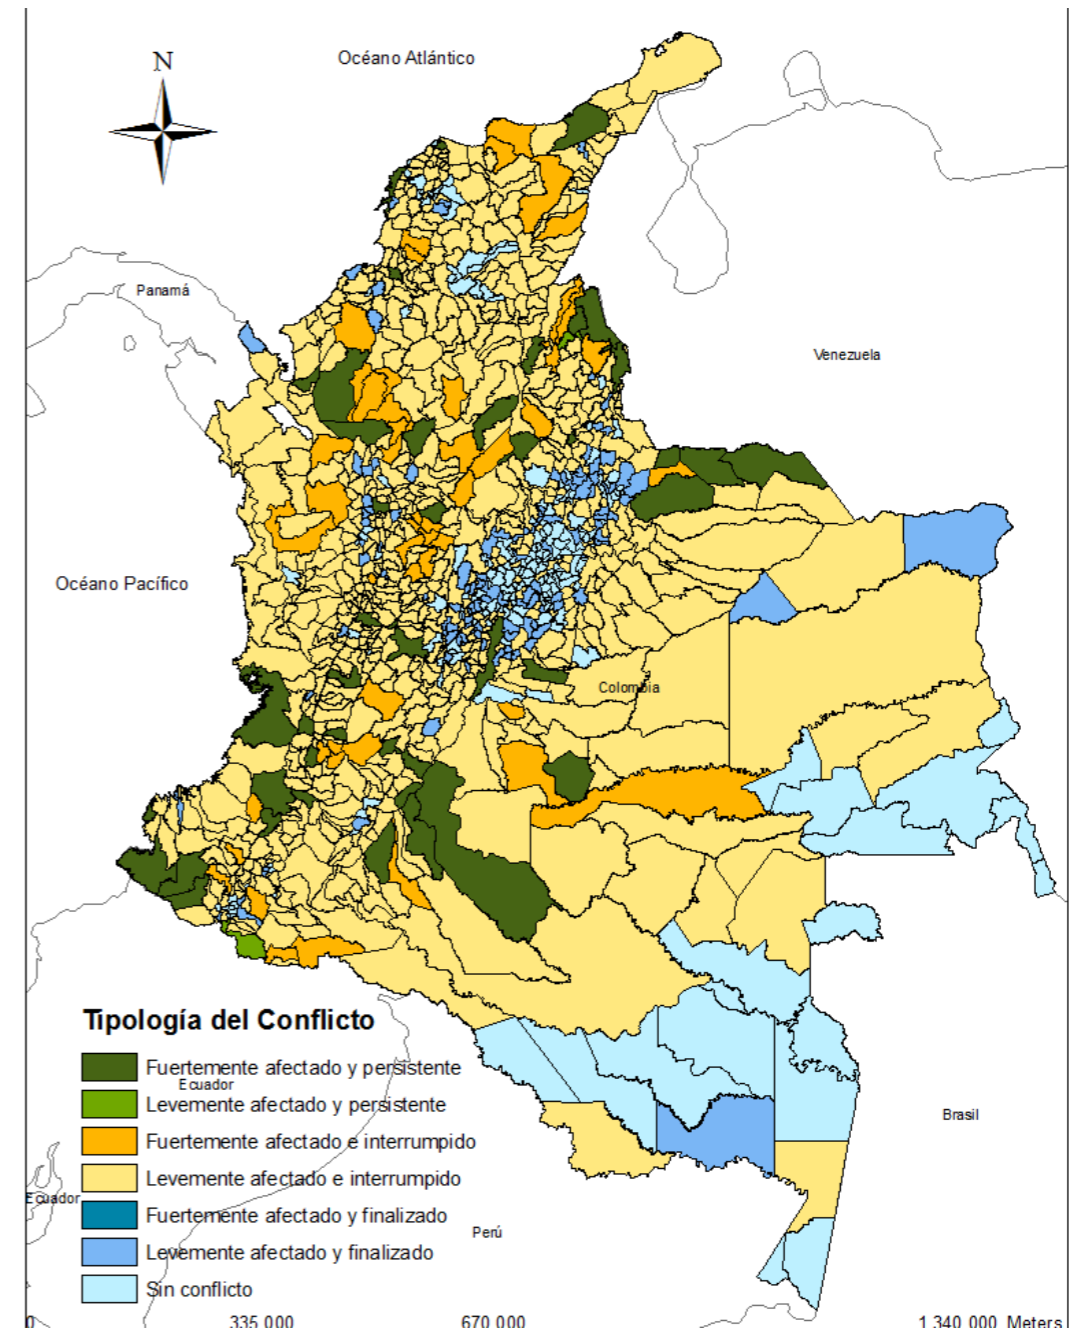 N
Océano Atlántico
Panamá
Venezuela
Océano Pacífico
Colombia
Tipología del Conflicto
Fuertemente afectado y persistente
Ecuador
Levemente afectado y persistente
Fuertemente afectado e interrumpido
Levemente afectado e interrumpido
Ecuador
Fuertemente afectado y finalizado
Levemente afectado y finalizado
Sin conflicto
Brasil
Perú
0 335.000 670.000 1.340.000 Meters